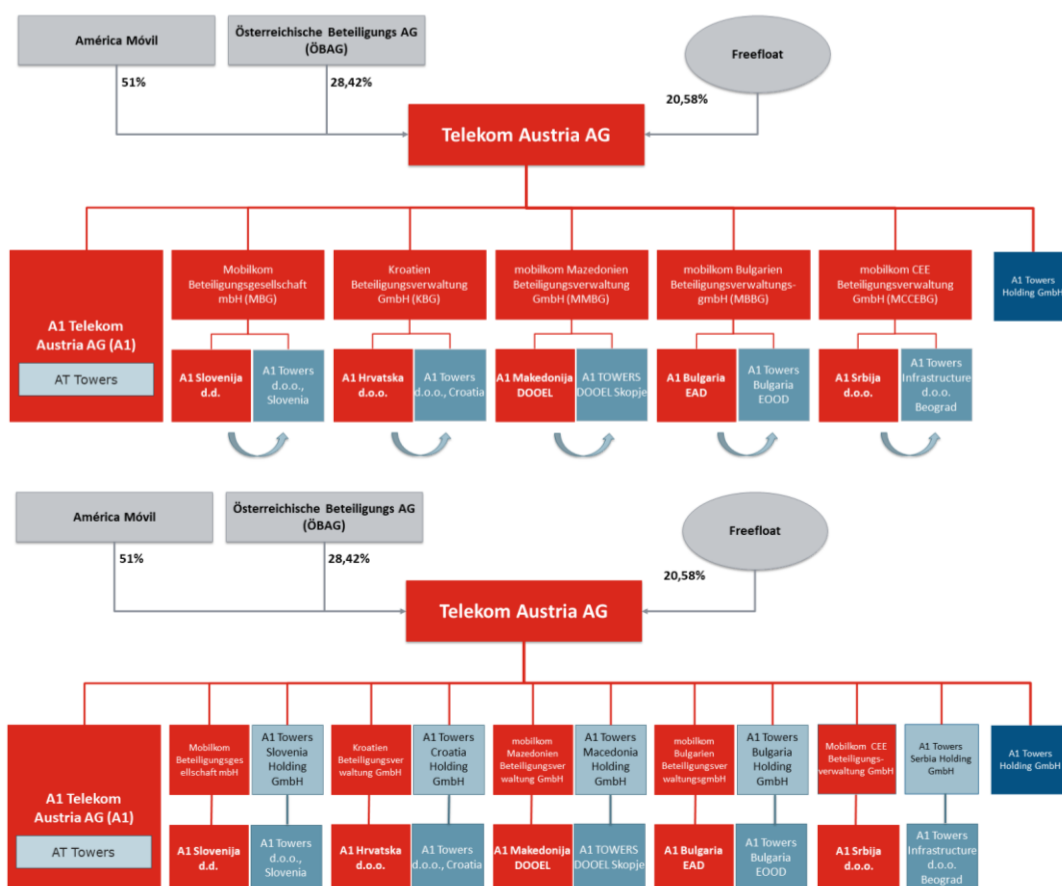 América Móvil
Österreichische Beteiligungs AG
(ÖBAG)
Freefloat
51%
28,42%
20,58%
Telekom Austria AG
A1 Telekom
Austria AG (A1)
AT Towers
Mobilkom
Beteiligungsgesellschaft
mbH (MBG)
Kroatien
Beteiligungsverwaltung
GmbH (KBG)
mobilkom Mazedonien
Beteiligungsverwaltung
GmbH (MMBG)
mobilkom Bulgarien
Beteiligungsverwaltungs-
gmbH (MBBG)
mobilkom CEE
Beteiligungsverwaltung
GmbH (MCCEBG)
A1 Towers
Holding GmbH
A1 Slovenija
d.d.
A1 Towers
d.o.o.,
Slovenia
A1 Hrvatska
d.o.o.
A1 Towers
d.o.o., Croatia
A1 Makedonija
DOOEL
A1 TOWERS
DOOEL Skopje
A1 Bulgaria
EAD
A1 Towers
Bulgaria
EOOD
A1 Srbija
d.o.o.
A1 Towers
Infrastructure
d.o.o.
Beograd
América Móvil
Österreichische Beteiligungs AG
(ÖBAG)
Freefloat
51%
28,42%
20,58%
Telekom Austria AG
A1 Telekom
Austria AG (A1)
AT Towers
Mobilkom
Beteiligungsges
ellschaft mbH
A1 Towers
Slovenia
Holding
GmbH
Kroatien
Beteiligungsver
waltung GmbH
A1 Towers
Croatia
Holding
GmbH
mobilkom
Mazedonien
Beteiligungsver
waltung GmbH
A1 Towers
Macedonia
Holding
GmbH
mobilkom
Bulgarien
Beteiligungsver
waltungsgmbH
A1 Towers
Bulgaria
Holding
GmbH
Mobilkom CEE
Beteiligungs-
verwaltung GmbH
A1 Towers
Serbia Holding
GmbH
A1 Towers
Holding GmbH
A1 Slovenija
d.d.
A1 Towers
d.o.o.,
Slovenia
A1 Hrvatska
d.o.o.
A1 Towers
d.o.o., Croatia
A1 Makedonija
DOOEL
A1 TOWERS
DOOEL Skopje
A1 Bulgaria
EAD
A1 Towers
Bulgaria
EOOD
A1 Srbija
d.o.o.
A1 Towers
Infrastructure
d.o.o.
Beograd